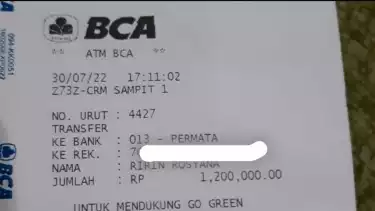 BCA
ATM BCA
30/07/22 17:11:02
Z73Z-CRM SAMPIT 1
NO. URUT : 4427
TRANSFER
KE BANK : 013 - PERMATA
KE REK. : 7
NAMA : RIRIN ROSYANA
JUMLAH : RP 1,200,000.00
UNTUK MENDUKUNG GO GREEN
BCA